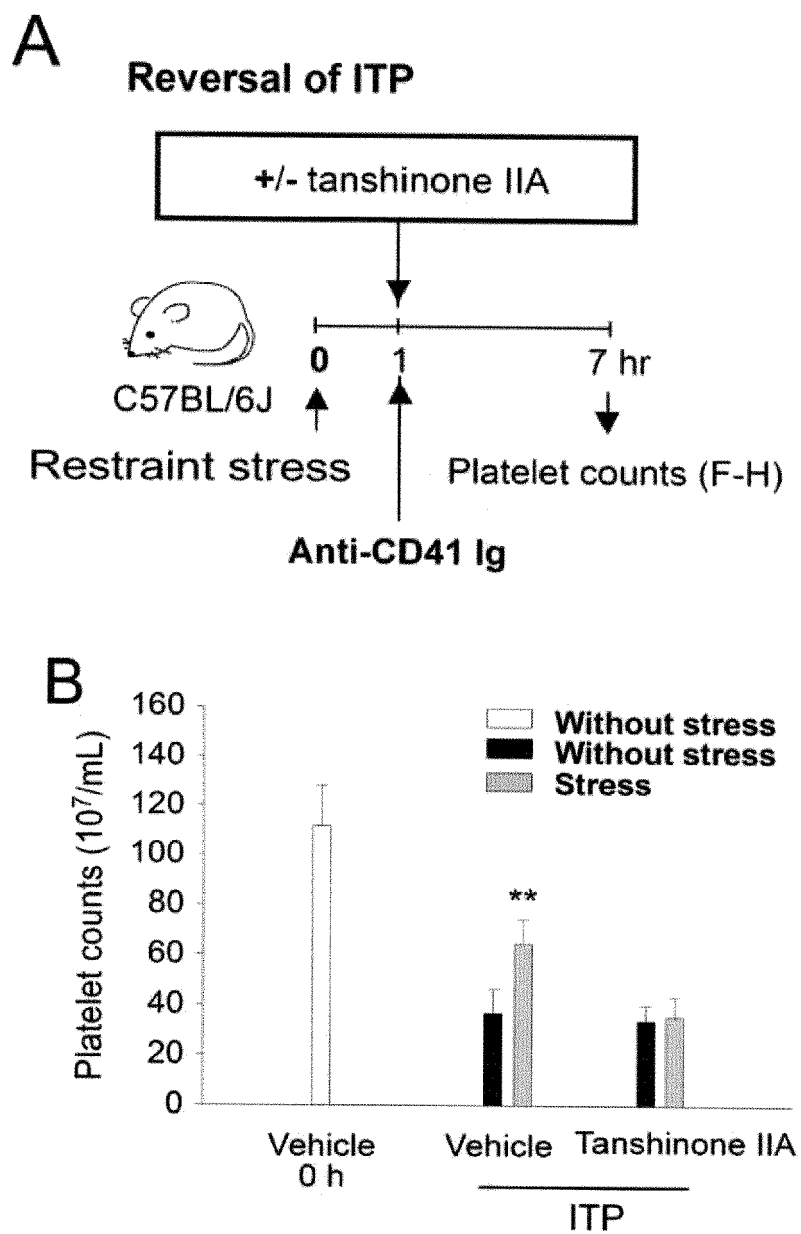 A
Reversal of ITP
+/- tanshinone IIA
0 1 7 hr
C57BL/6J
Restraint stress
Platelet counts (F-H)
Anti-CD41 Ig
B
Platelet counts (10⁷/mL)
160
140
120
100
80
60
40
20
0
Without stress
Without stress
Stress
**
Vehicle
0 h
Vehicle
Tanshinone IIA
ITP